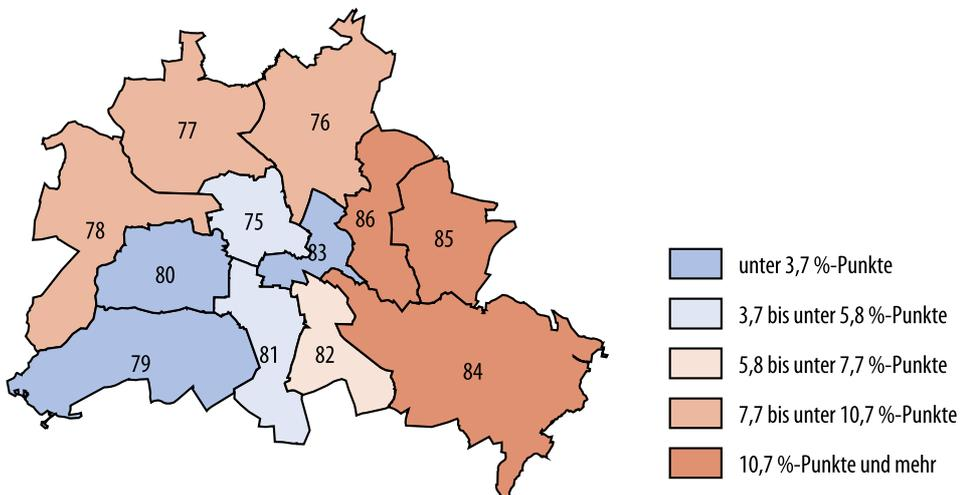 76
77
75
86
78
85
83
80
81
82
79
84
unter 3,7 %-Punkte
3,7 bis unter 5,8 %-Punkte
5,8 bis unter 7,7 %-Punkte
7,7 bis unter 10,7 %-Punkte
10,7 %-Punkte und mehr